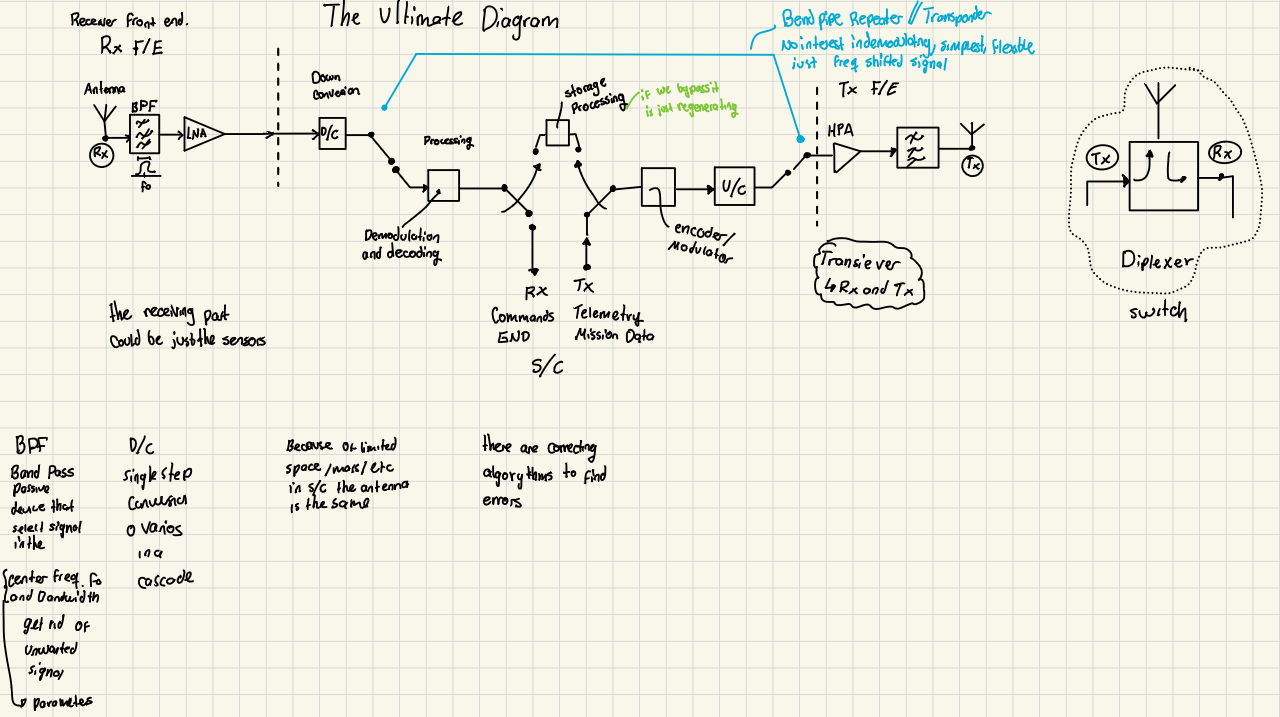 The Ultimate Diagram
Receiver front end.
Rx F/E
Antenna
BPF
Rx
fo
LNA
Down
Conversion
D/C
Processing
Demodulation
and decoding
storage
Processing
if we bypass it
is just regenerating
Bend pipe Repeater // Transponder
No interest in demodulating, simplest, flexible
just freq shifted signal
Tx F/E
HPA
Tx
U/C
encoder/
Modulator
Rx
Commands
GND
Tx
Telemetry
Mission Data
S/C
Transiever
↳ Rx and Tx
Tx
Rx
Diplexer
switch
the receiving part
could be just the sensors
BPF
Band Pass
passive
device that
select signal
in the
center freq. fo
and bandwidth
get rid of
unwanted
signal
parametes
D/C
single step
Conversion
o varios
in a
cascode
Because of limited
space/mass/etc
in S/C the antenna
is the same
there are correcting
algorythms to find
errors